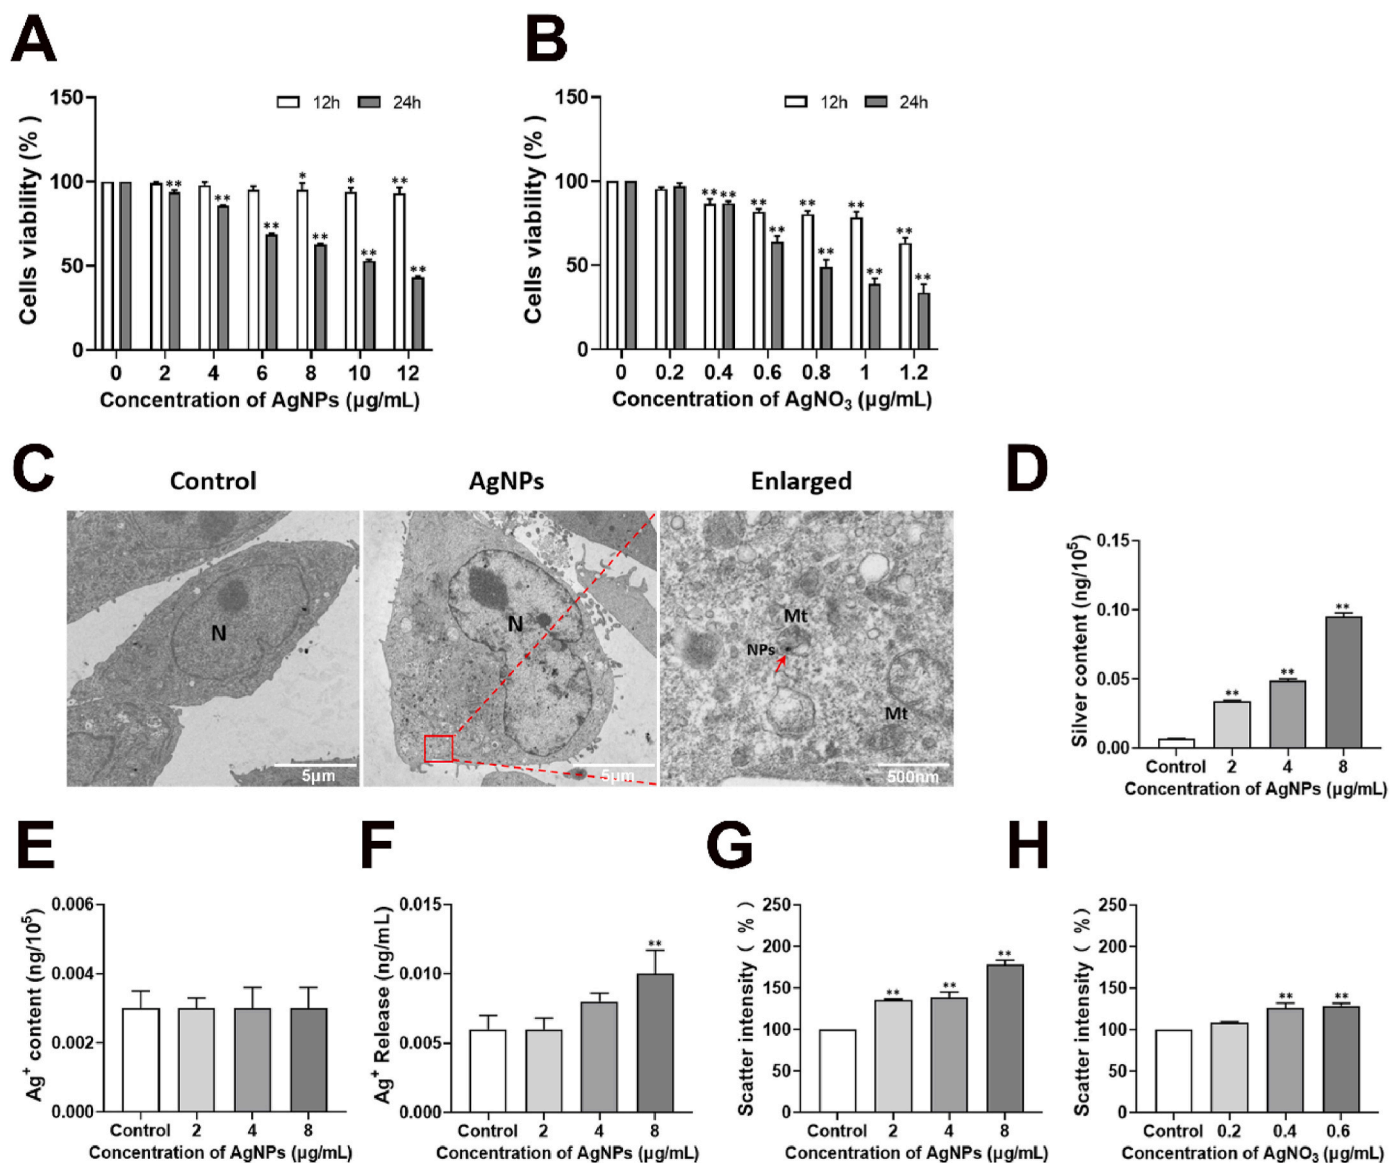 A
B
150
100
50
0
Cells viability (% )
12h
24h
**
**
**
*
**
*
**
**
**
0 2 4 6 8 10 12
Concentration of AgNPs (μg/mL)
150
100
50
0
Cells viability (% )
12h
24h
** **
**
**
**
**
**
**
**
**
0 0.2 0.4 0.6 0.8 1 1.2
Concentration of AgNO3 (μg/mL)
C
Control
AgNPs
Enlarged
N
5μm
N
5μm
Mt
NPs
Mt
500nm
D
Silver content (ng/10⁵)
0.15
0.10
0.05
0.00
**
**
**
Control 2 4 8
Concentration of AgNPs (μg/mL)
E
Ag⁺ content (ng/10⁵)
0.006
0.004
0.002
0.000
Control 2 4 8
Concentration of AgNPs (μg/mL)
F
Ag⁺ Release (ng/mL)
0.015
0.010
0.005
0.000
**
Control 2 4 8
Concentration of AgNPs (μg/mL)
G
Scatter intensity ( %)
250
200
150
100
50
0
**
**
**
Control 2 4 8
Concentration of AgNPs (μg/mL)
H
Scatter intensity ( %)
250
200
150
100
50
0
**
**
Control 0.2 0.4 0.6
Concentration of AgNO₃ (μg/mL)